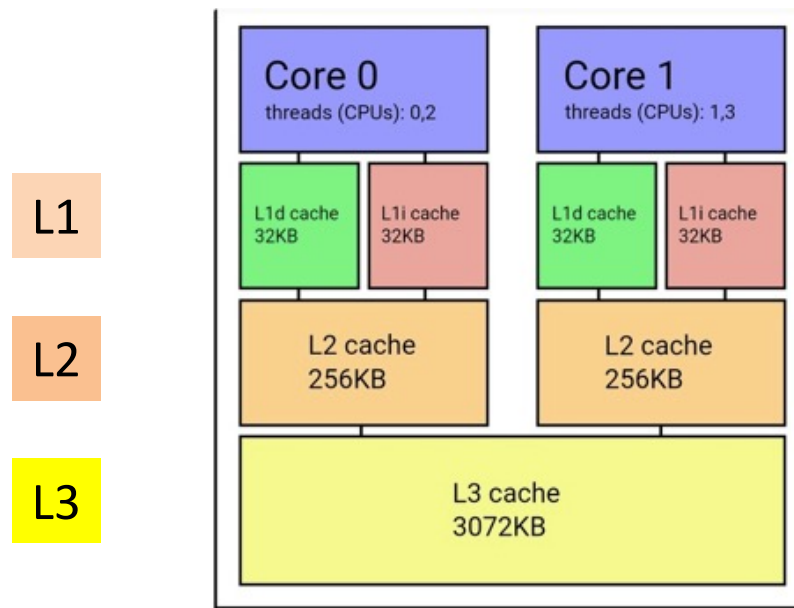 Core 0
threads (CPUs): 0,2
Core 1
threads (CPUs): 1,3
L1
L1d cache
32KB
L1i cache
32KB
L1d cache
32KB
L1i cache
32KB
L2
L2 cache
256KB
L2 cache
256KB
L3
L3 cache
3072KB